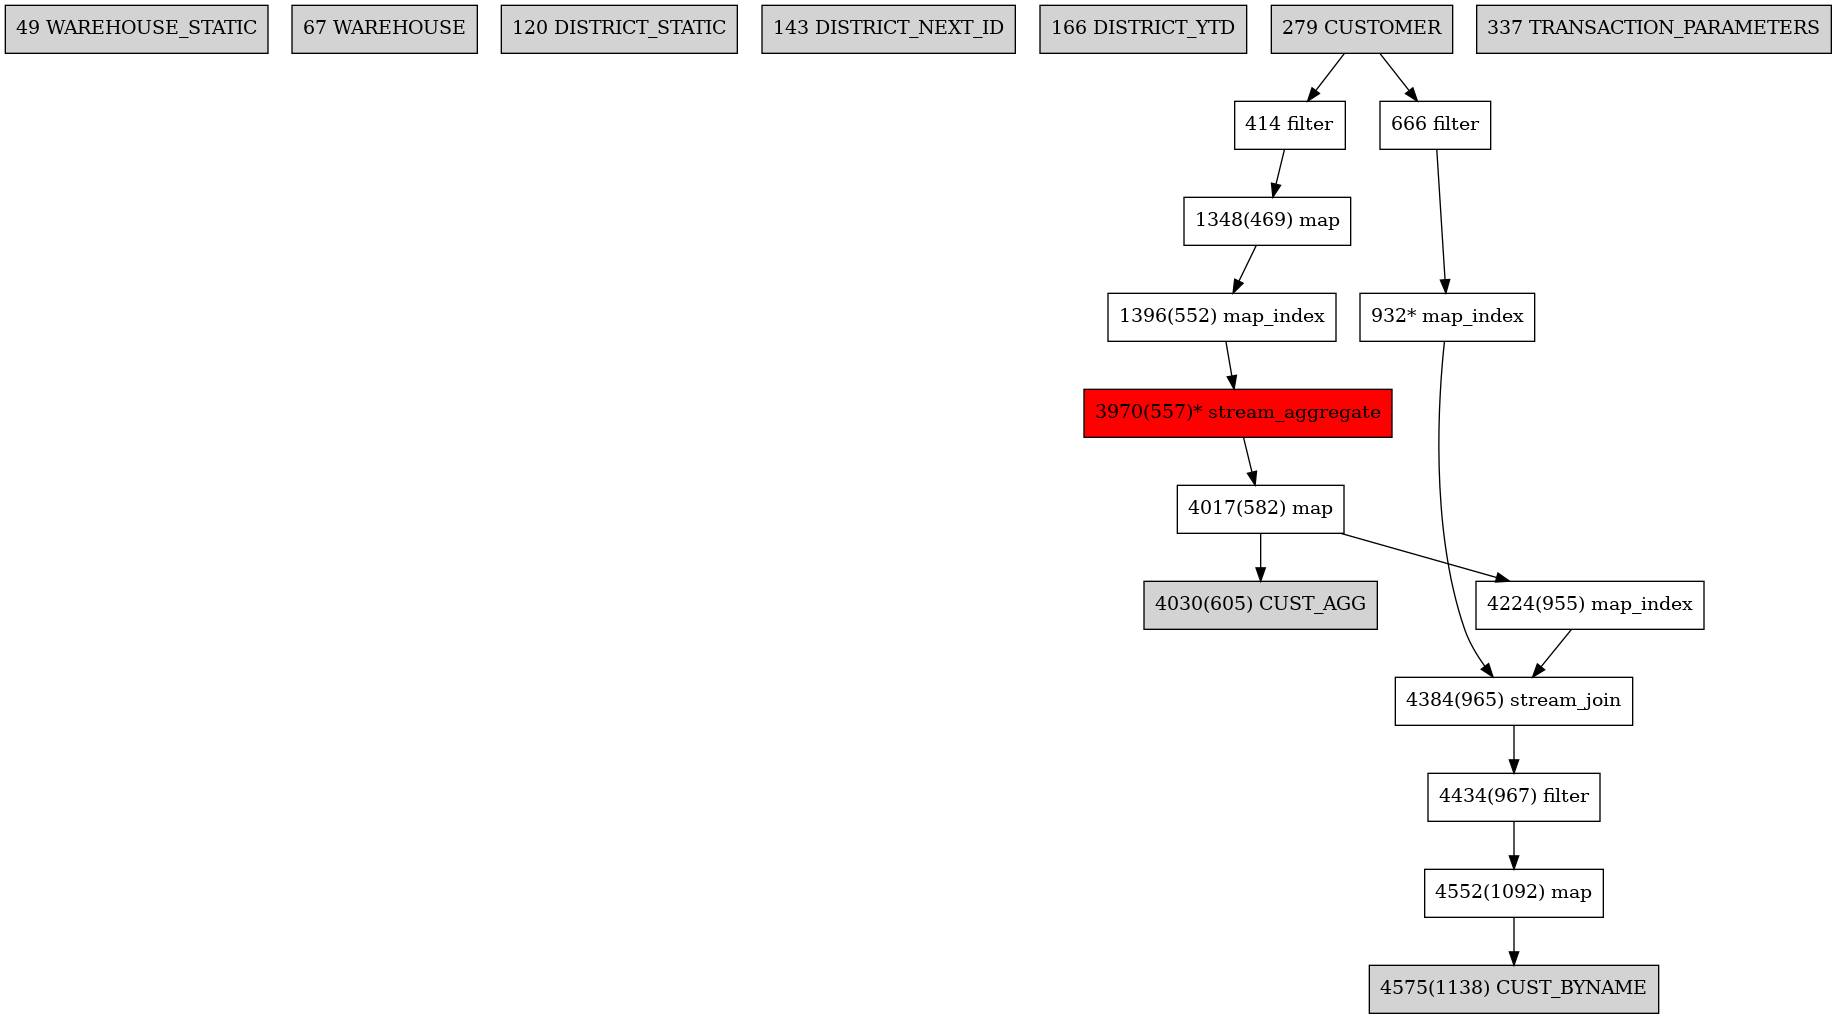 49 WAREHOUSE_STATIC
67 WAREHOUSE
120 DISTRICT_STATIC
143 DISTRICT_NEXT_ID
166 DISTRICT_YTD
279 CUSTOMER
337 TRANSACTION_PARAMETERS
414 filter
666 filter
1348(469) map
1396(552) map_index
932* map_index
3970(557)* stream_aggregate
4017(582) map
4030(605) CUST_AGG
4224(955) map_index
4384(965) stream_join
4434(967) filter
4552(1092) map
4575(1138) CUST_BYNAME